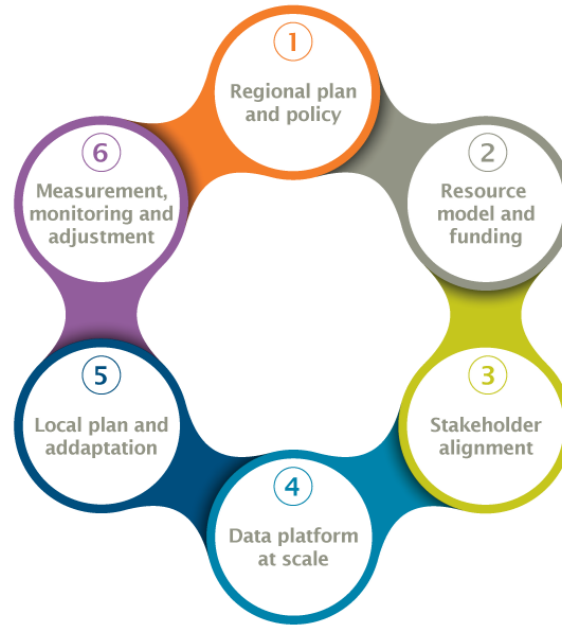 1
Regional plan
and policy
2
Resource
model and
funding
3
Stakeholder
alignment
4
Data platform
at scale
5
Local plan and
addaptation
6
Measurement,
monitoring and
adjustment